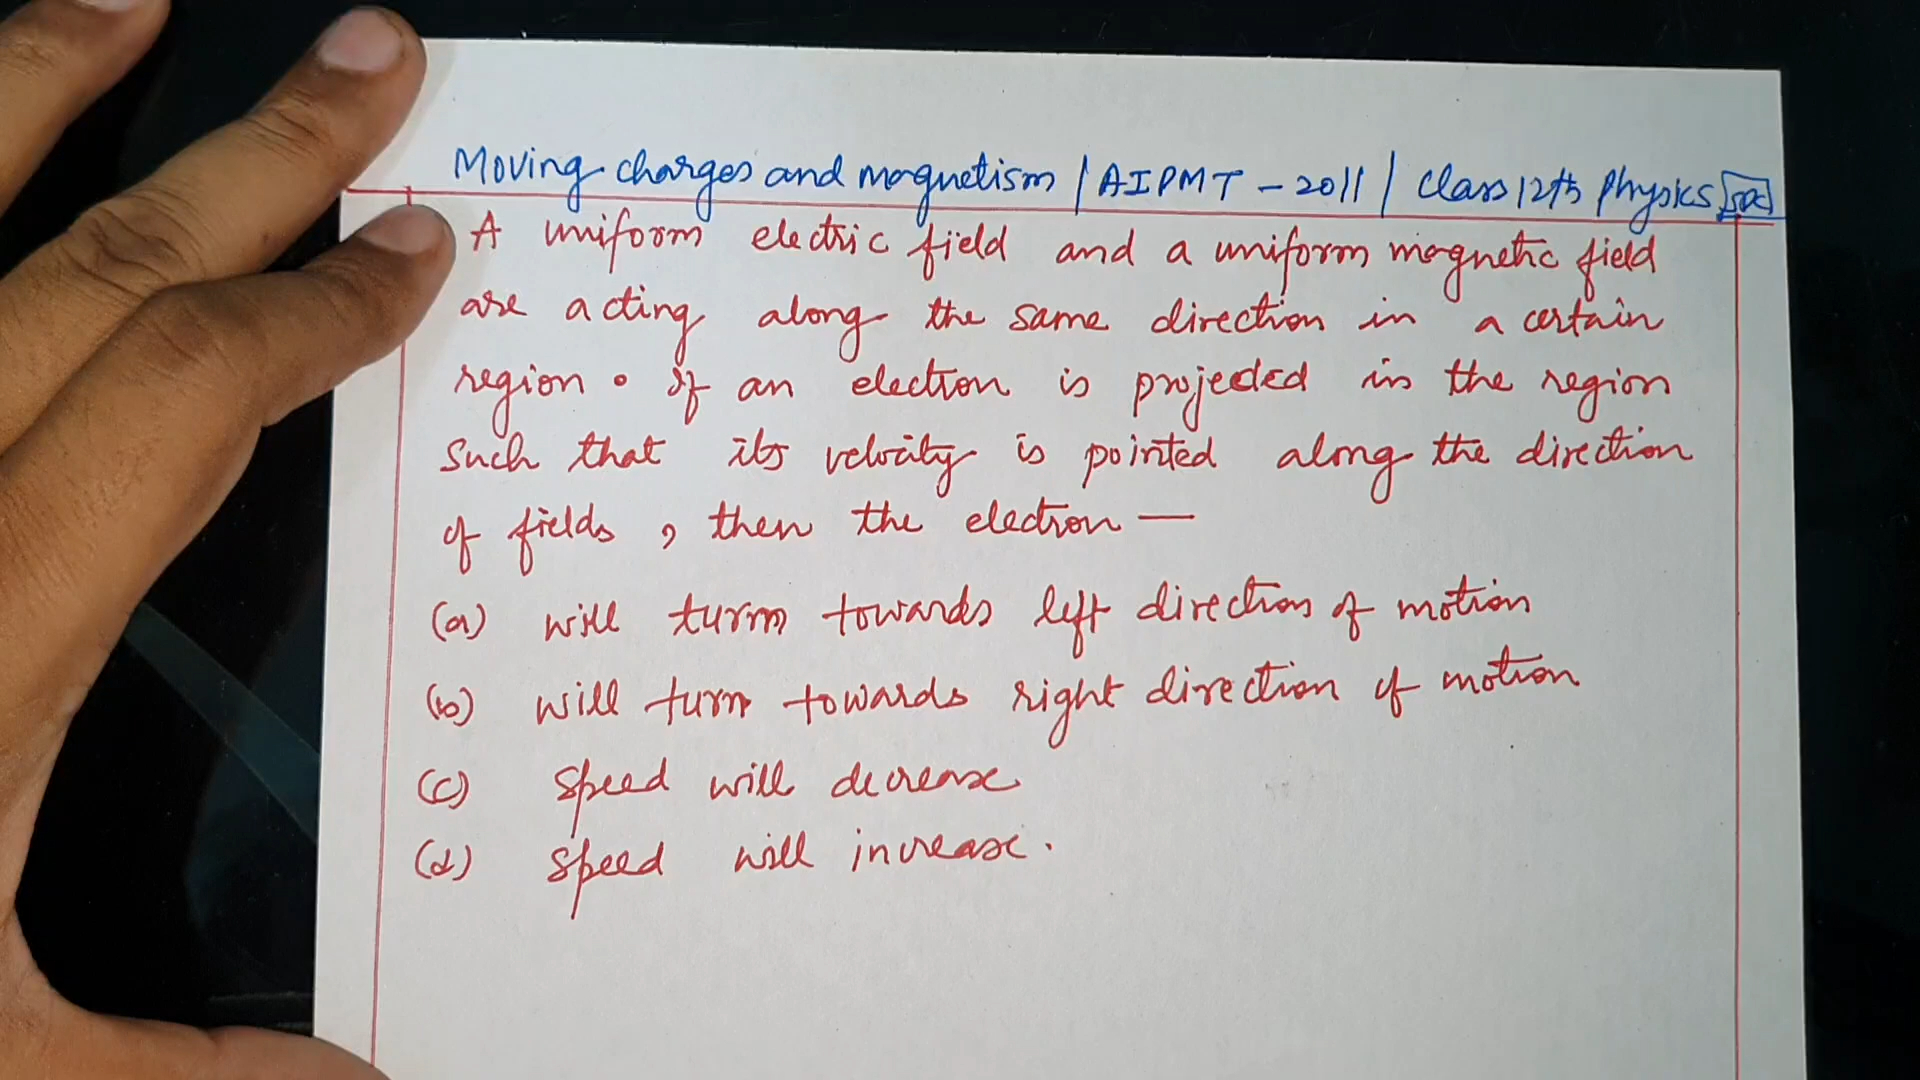 Moving charges and magnetism / AIPMT - 2011 / Class 12th Physics
A uniform electric field and a uniform magnetic field
are acting along the same direction in a certain
region. If an electron is projected in the region
such that its velocity is pointed along the direction
of fields, then the electron —
(a) will turn towards left direction of motion
(b) will turn towards right direction of motion
(c) speed will decrease
(d) speed will increase.